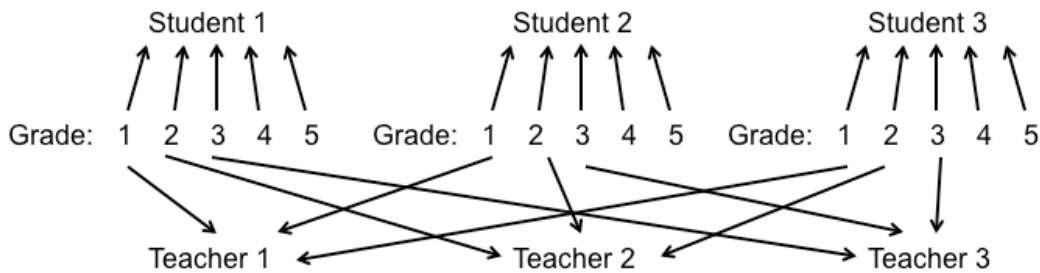 Student 1 Student 2 Student 3
Grade: 1 2 3 4 5 Grade: 1 2 3 4 5 Grade: 1 2 3 4 5
Teacher 1 Teacher 2 Teacher 3